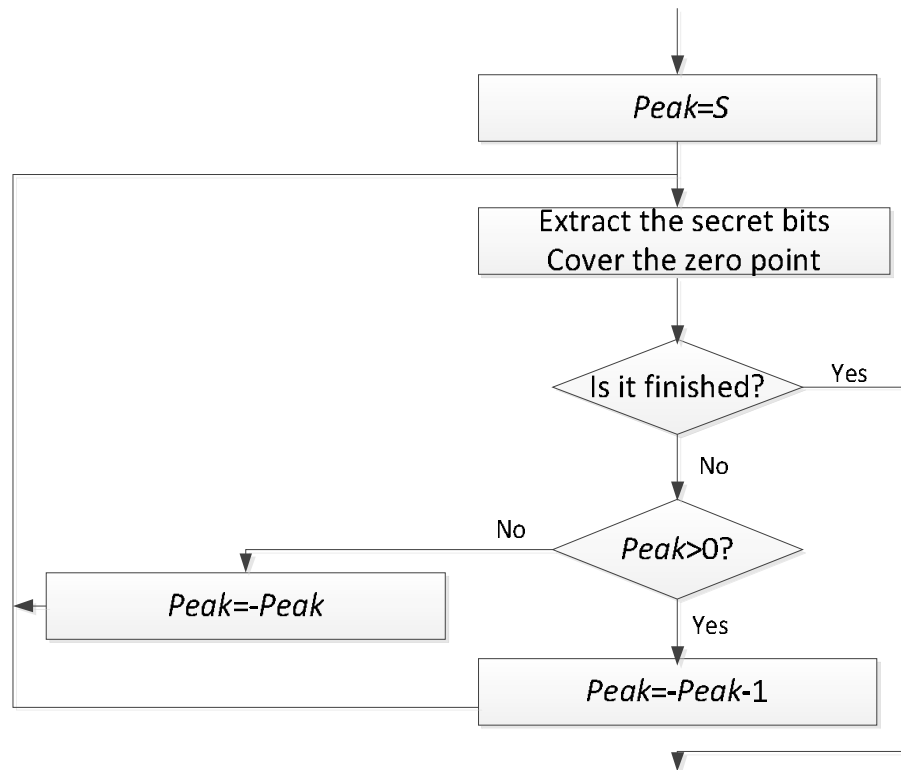 Peak=S
Extract the secret bits
Cover the zero point
Is it finished?
Yes
No
No
Peak>0?
Peak=-Peak
Yes
Peak=-Peak-1